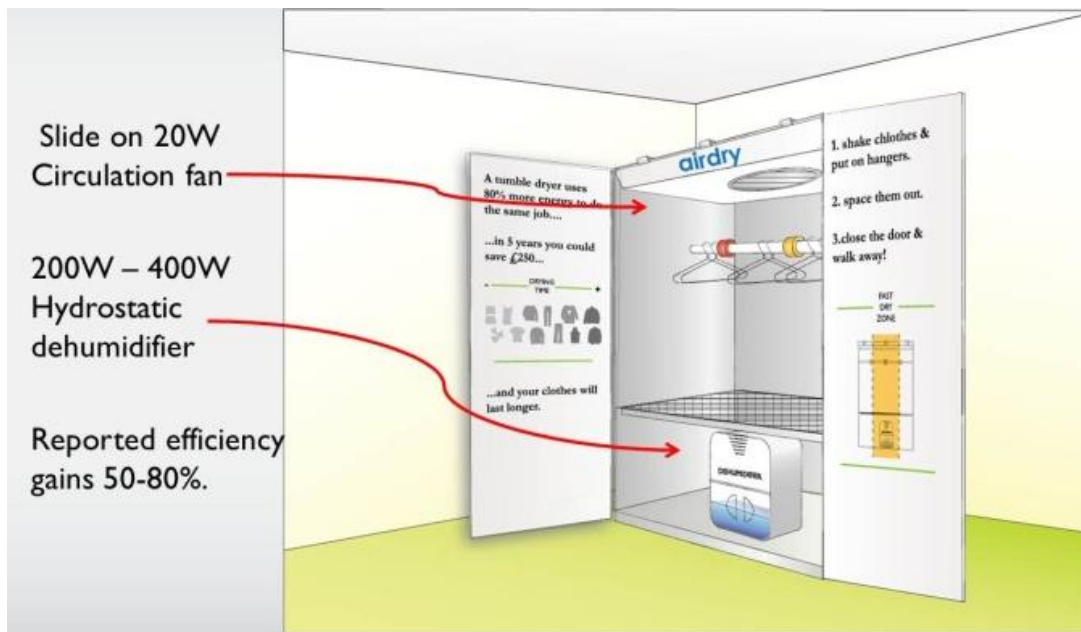 Slide on 20W
Circulation fan
200W – 400W
Hydrostatic
dehumidifier
Reported efficiency
gains 50-80%.
airdry
A tumble dryer uses
80% more energy to do
the same job....
...in 5 years you could
save £250...
- DRYING +
TIME
...and your clothes will
last longer.
DEHUMIDIFIER
1. shake chlothes &
put on hangers.
2. space them out.
3.close the door &
walk away!
FAST
DRY
ZONE